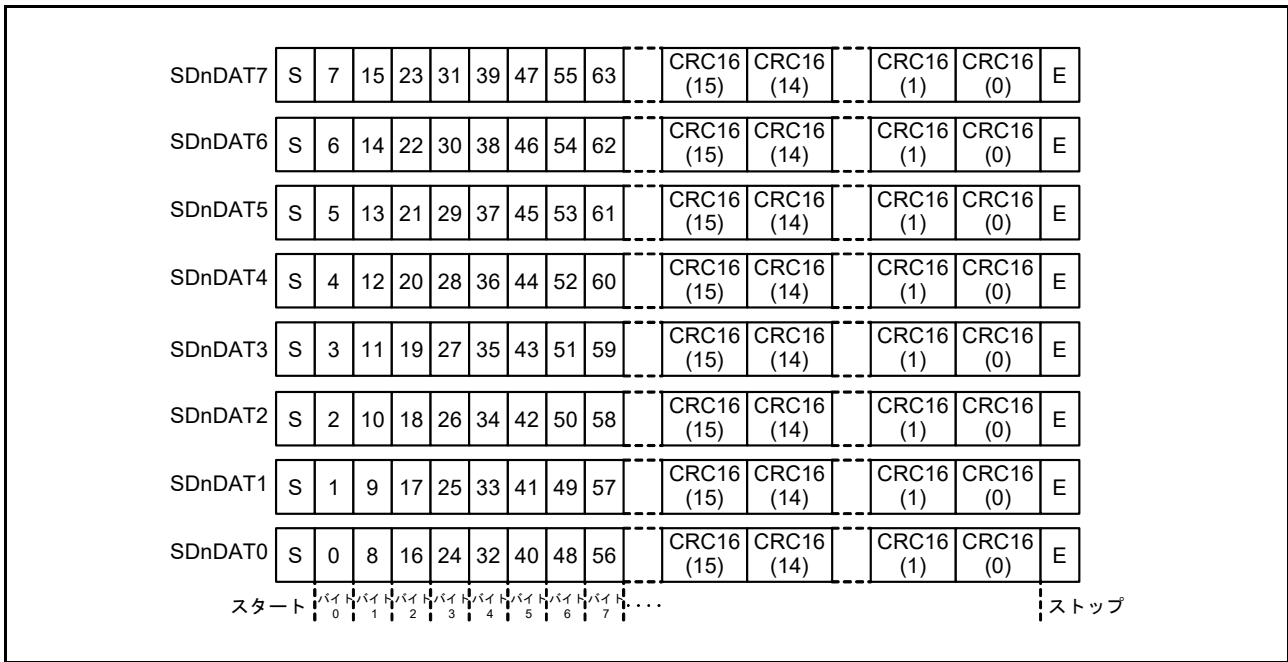 SDnDAT7 S 7 15 23 31 39 47 55 63 CRC16 (15) CRC16 (14) CRC16 (1) CRC16 (0) E
SDnDAT6 S 6 14 22 30 38 46 54 62 CRC16 (15) CRC16 (14) CRC16 (1) CRC16 (0) E
SDnDAT5 S 5 13 21 29 37 45 53 61 CRC16 (15) CRC16 (14) CRC16 (1) CRC16 (0) E
SDnDAT4 S 4 12 20 28 36 44 52 60 CRC16 (15) CRC16 (14) CRC16 (1) CRC16 (0) E
SDnDAT3 S 3 11 19 27 35 43 51 59 CRC16 (15) CRC16 (14) CRC16 (1) CRC16 (0) E
SDnDAT2 S 2 10 18 26 34 42 50 58 CRC16 (15) CRC16 (14) CRC16 (1) CRC16 (0) E
SDnDAT1 S 1 9 17 25 33 41 49 57 CRC16 (15) CRC16 (14) CRC16 (1) CRC16 (0) E
SDnDAT0 S 0 8 16 24 32 40 48 56 CRC16 (15) CRC16 (14) CRC16 (1) CRC16 (0) E
スタート バイト0 バイト1 バイト2 バイト3 バイト4 バイト5 バイト6 バイト7 ···· ストップ